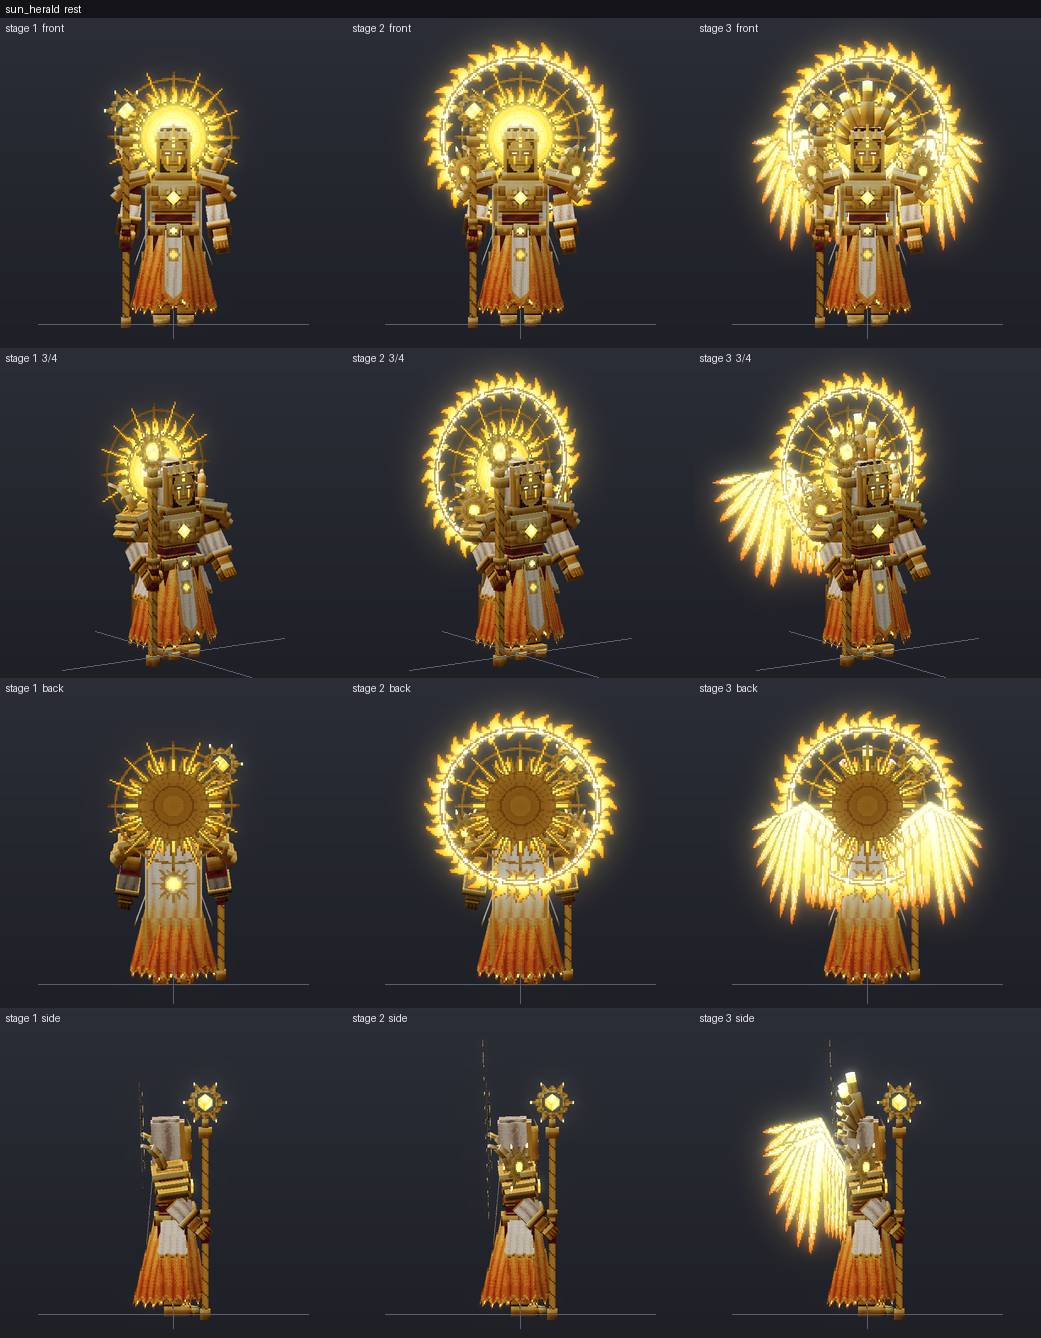 sun_herald rest
stage 1 front
stage 2 front
stage 3 front
stage 1 3/4
stage 2 3/4
stage 3 3/4
stage 1 back
stage 2 back
stage 3 back
stage 1 side
stage 2 side
stage 3 side